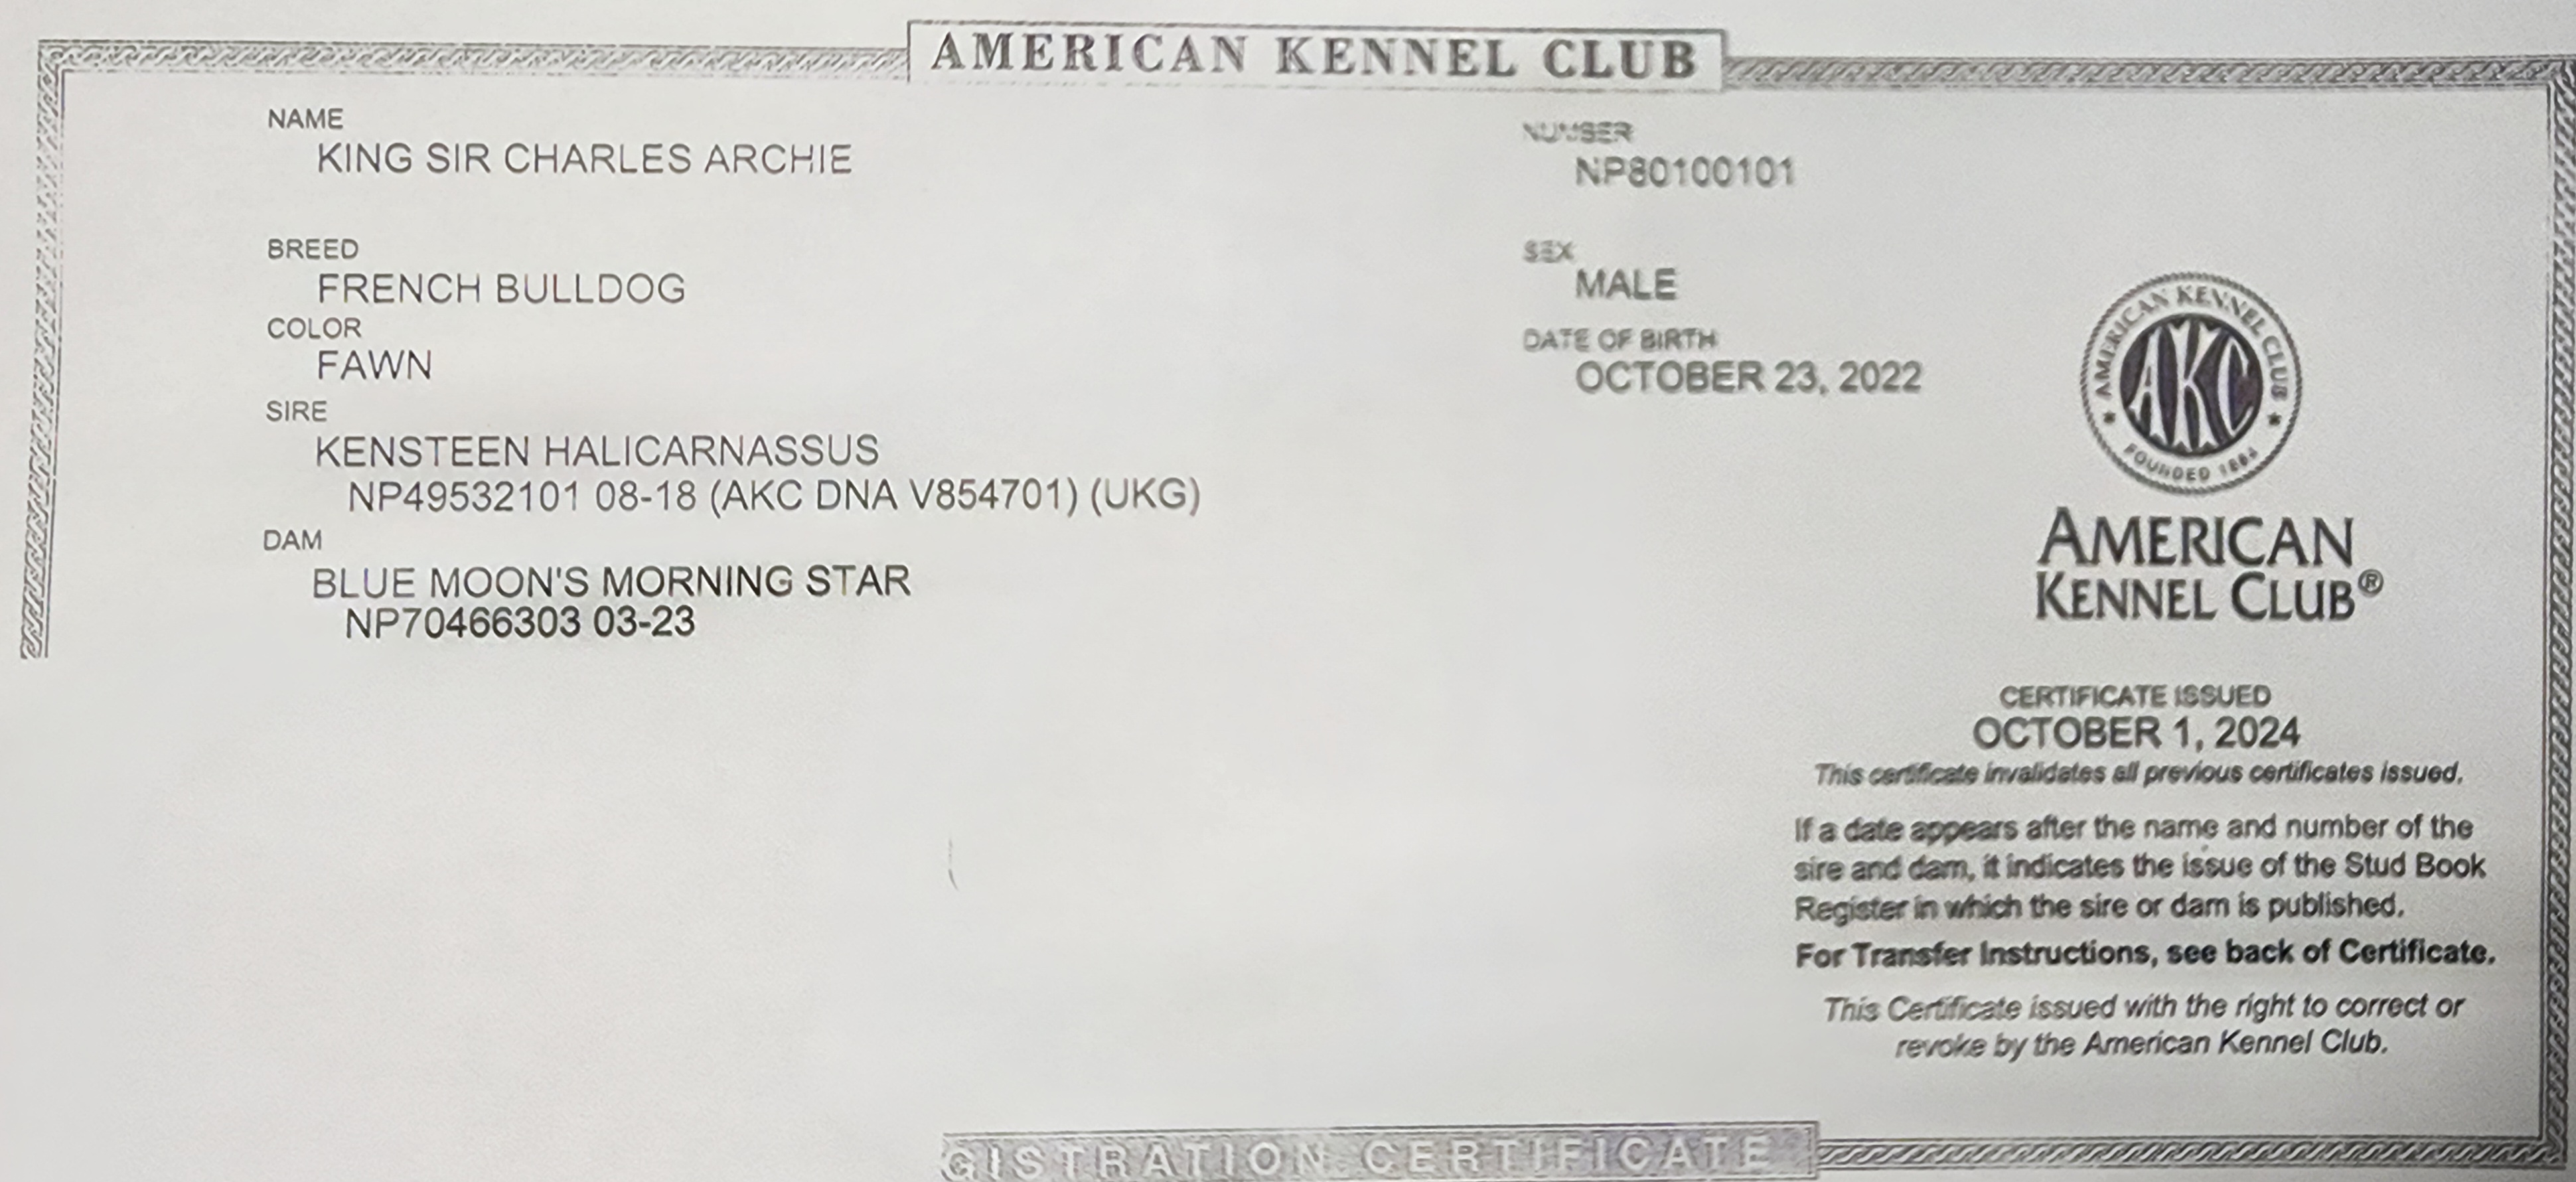 AMERICAN KENNEL CLUB
NAME
KING SIR CHARLES ARCHIE
NUMBER
NP80100101
BREED
FRENCH BULLDOG
SEX
MALE
COLOR
FAWN
DATE OF BIRTH
OCTOBER 23, 2022
SIRE
KENSTEEN HALICARNASSUS
NP49532101 08-18 (AKC DNA V854701) (UKG)
DAM
BLUE MOON'S MORNING STAR
NP70466303 03-23
AMERICAN KENNEL CLUB
AKC
FOUNDED 1884
AMERICAN
KENNEL CLUB®
CERTIFICATE ISSUED
OCTOBER 1, 2024
This certificate invalidates all previous certificates issued.
If a date appears after the name and number of the
sire and dam, it indicates the issue of the Stud Book
Register in which the sire or dam is published.
For Transfer Instructions, see back of Certificate.
This Certificate issued with the right to correct or
revoke by the American Kennel Club.
GISTRATION CERTIFICATE